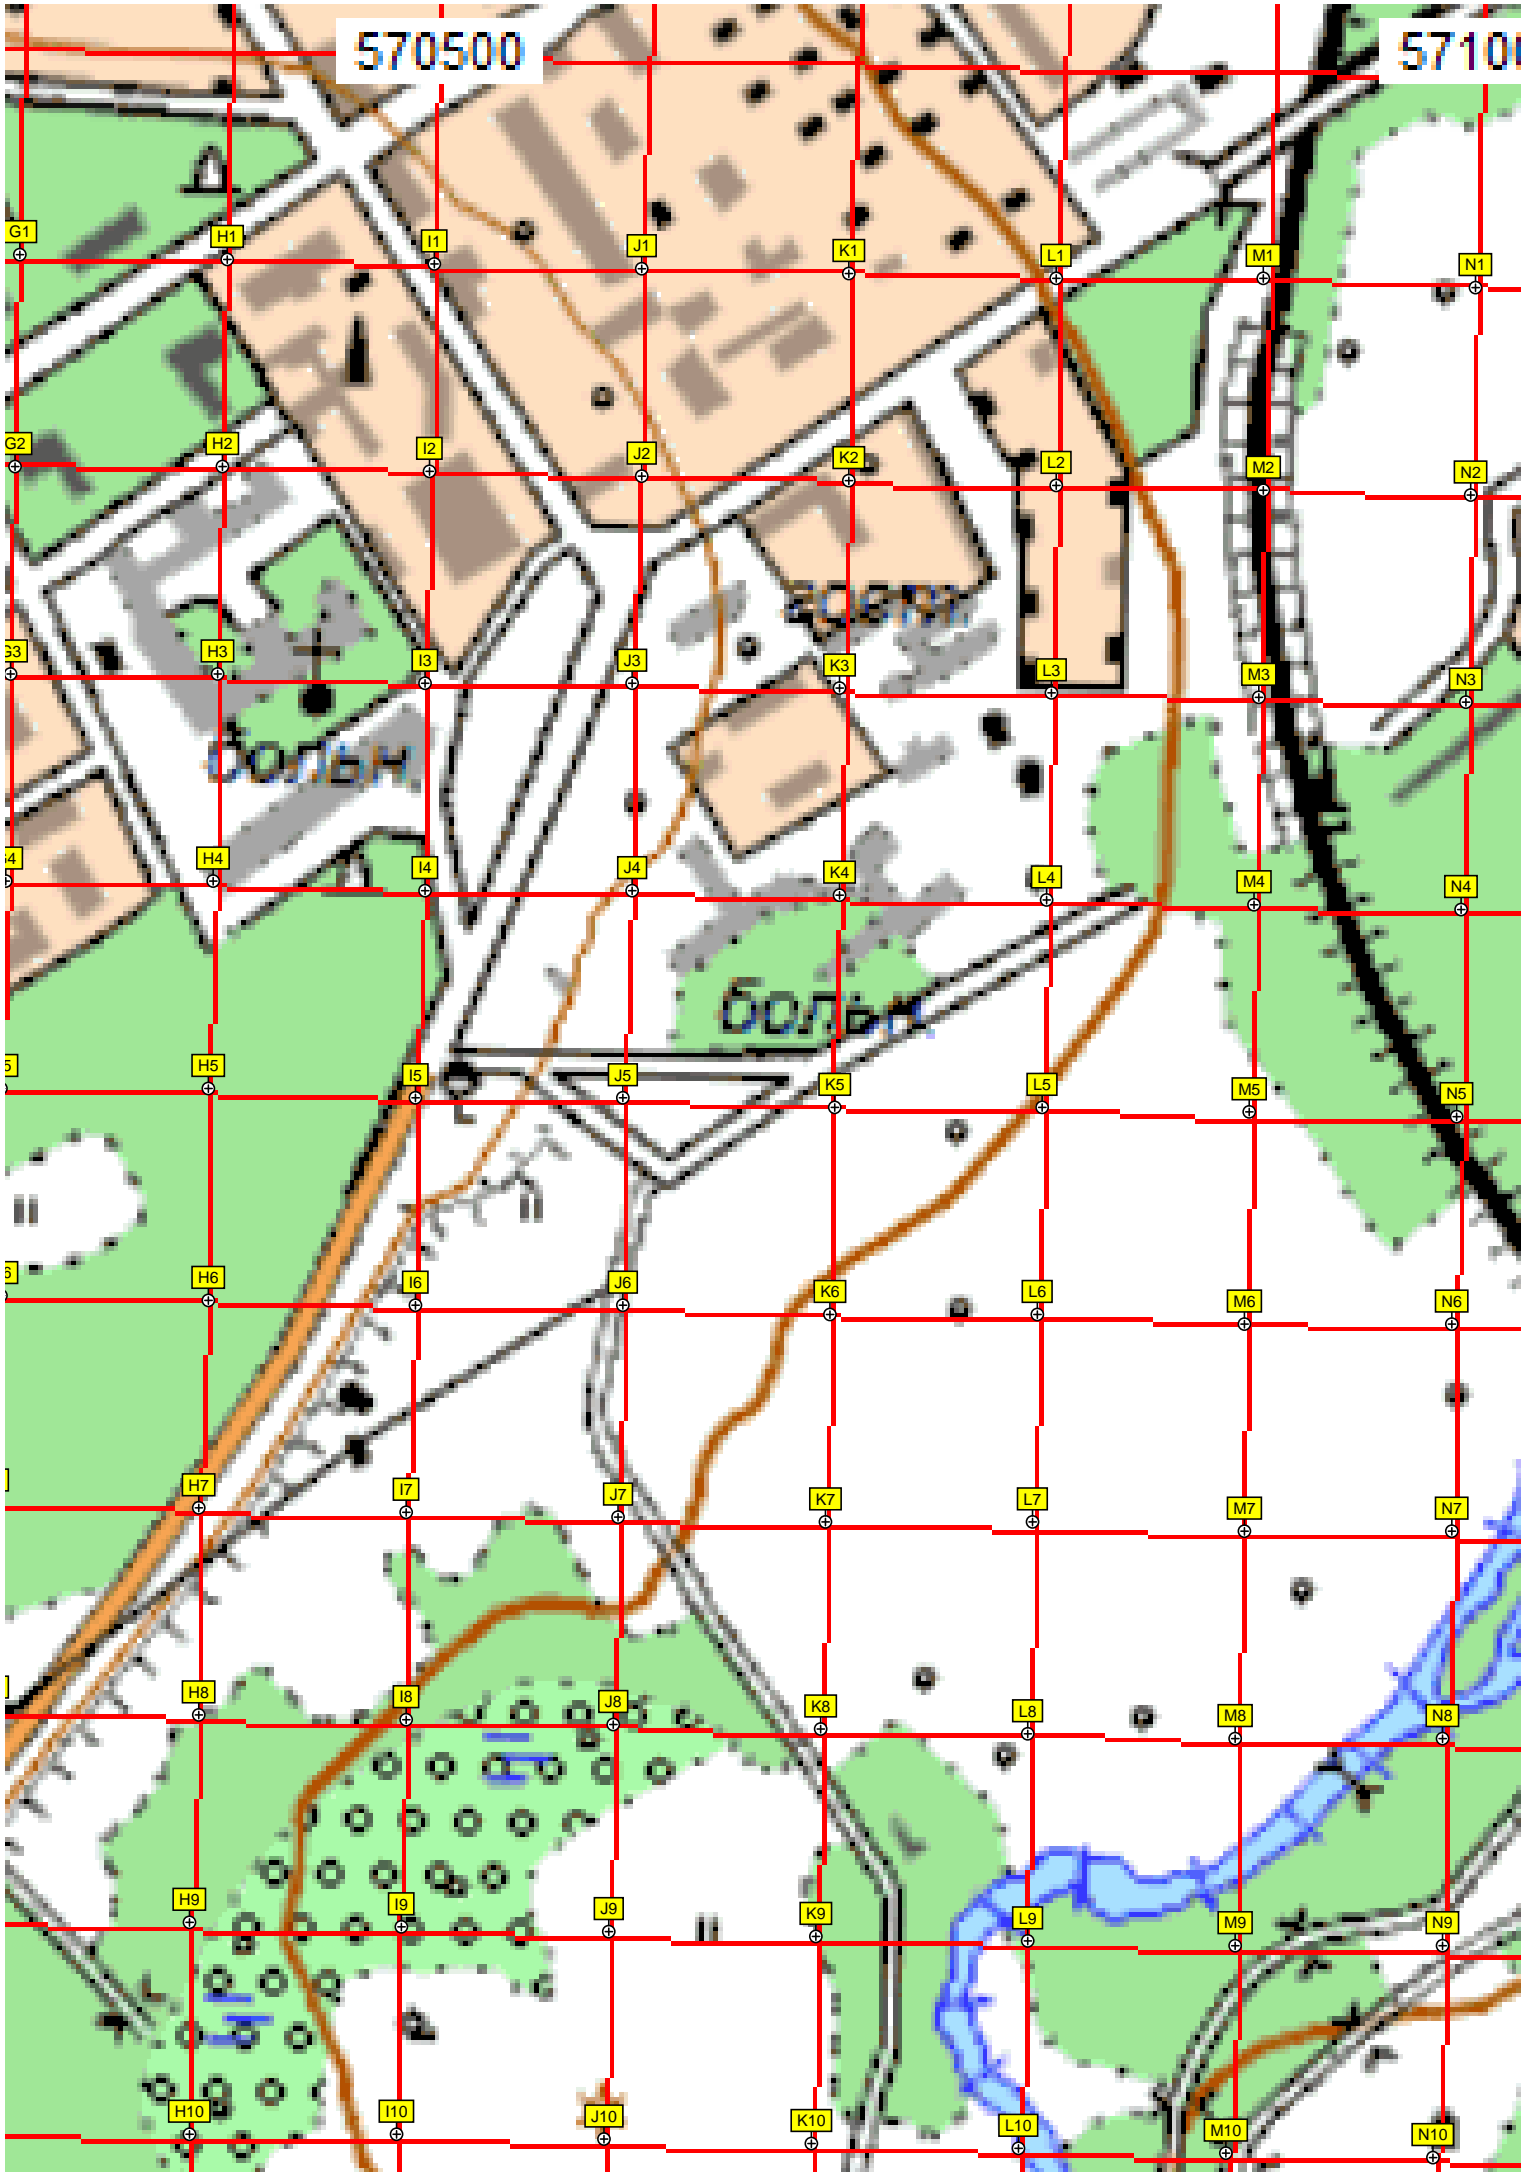 570500
G1 H1 I1 J1 K1 L1 M1 N1
G2 H2 I2 J2 K2 L2 M2 N2
H3 I3 J3 K3 L3 M3 N3
больн
H4 I4 J4 K4 L4 M4 N4
больн
H5 I5 J5 K5 L5 M5 N5
H6 I6 J6 K6 L6 M6 N6
H7 I7 J7 K7 L7 M7 N7
H8 I8 J8 K8 L8 M8 N8
H9 I9 J9 K9 L9 M9 N9
H10 I10 J10 K10 L10 M10 N10